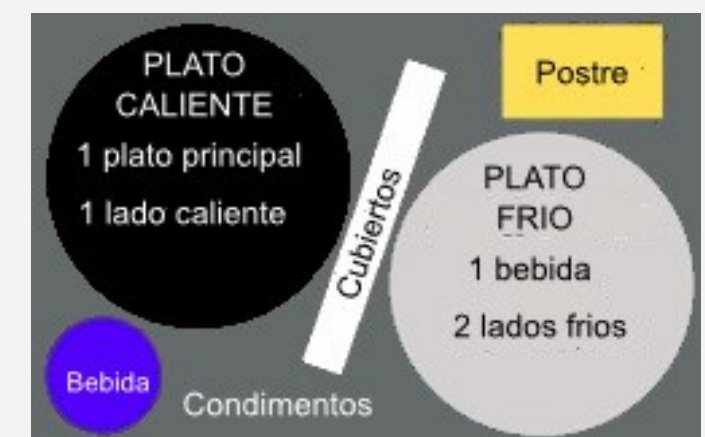 PLATO
CALIENTE
1 plato principal
1 lado caliente
Cubiertos
Postre
PLATO
FRIO
1 bebida
2 lados frios
Bebida
Condimentos